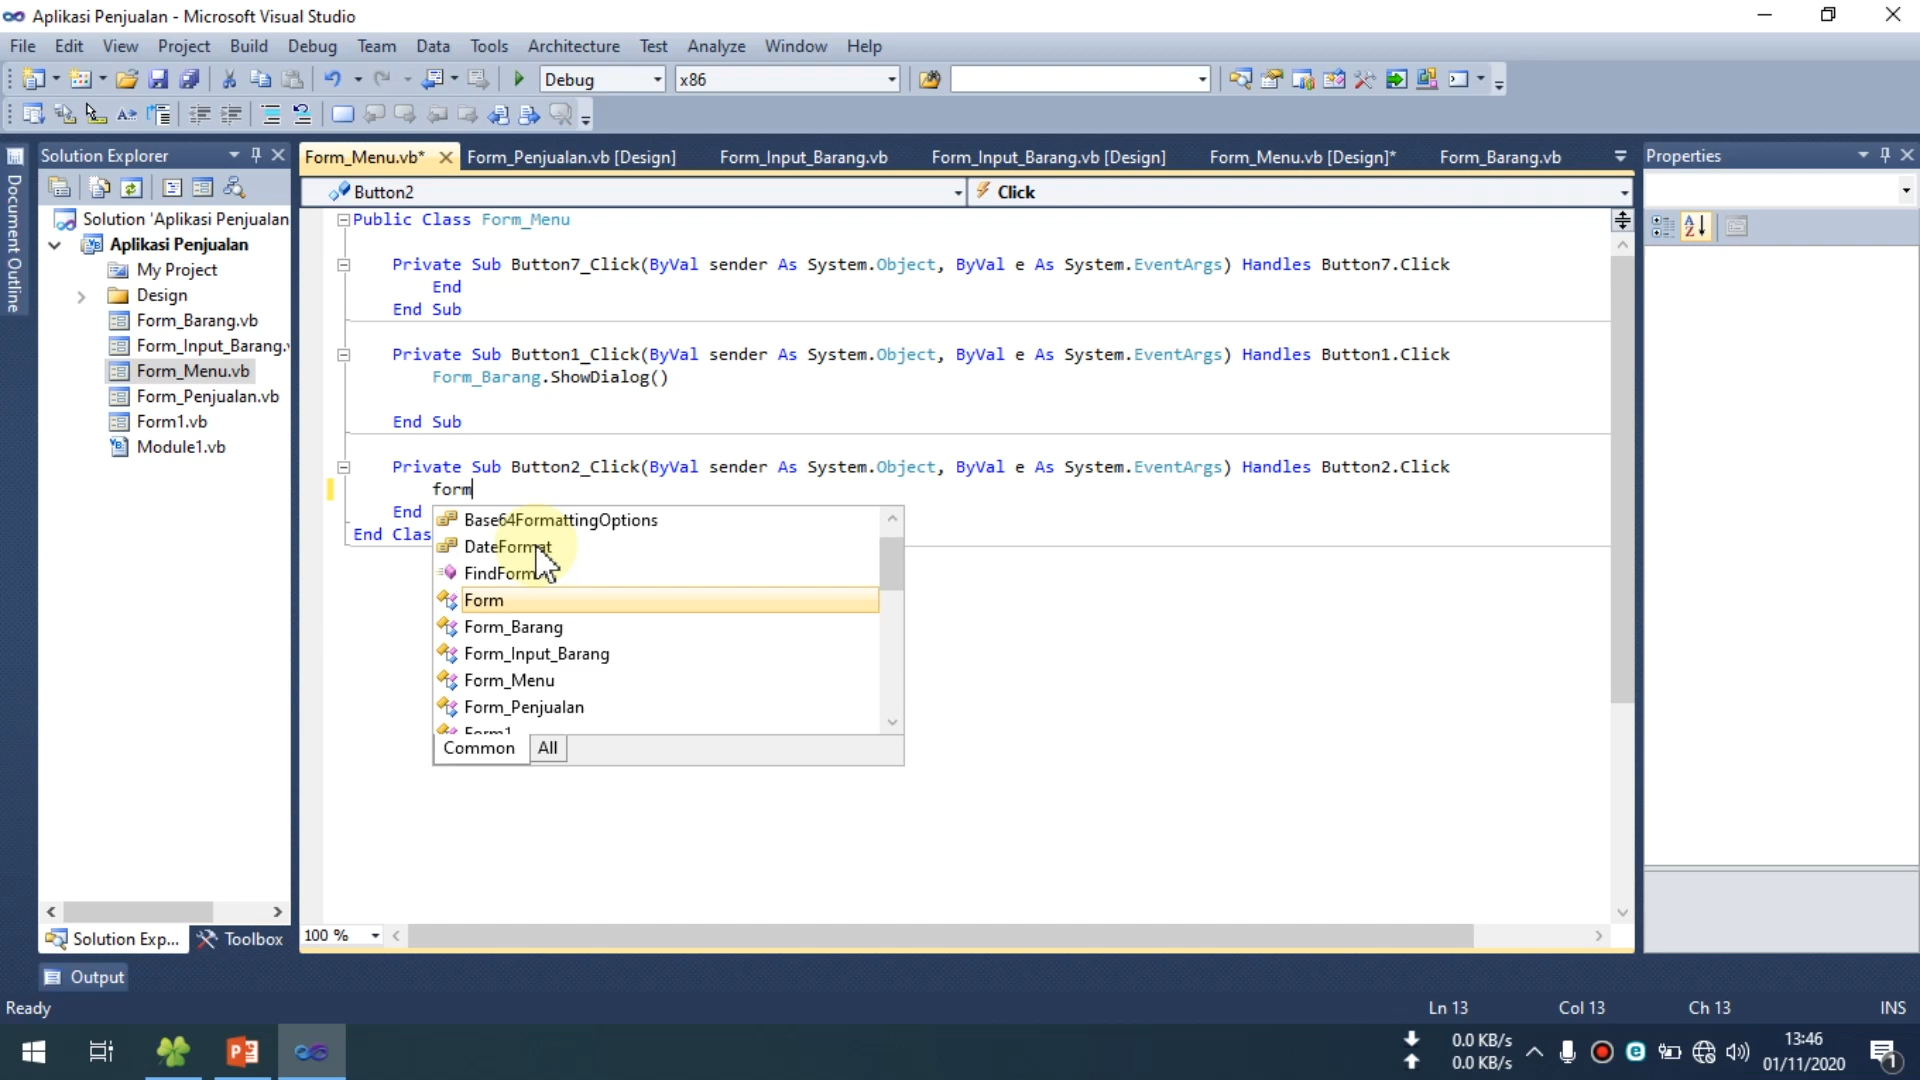 Aplikasi Penjualan - Microsoft Visual Studio
File Edit View Project Build Debug Team Data Tools Architecture Test Analyze Window Help
Debug x86
Document Outline
Solution Explorer
Form_Menu.vb* Form_Penjualan.vb [Design] Form_Input_Barang.vb Form_Input_Barang.vb [Design] Form_Menu.vb [Design]* Form_Barang.vb
Properties
Button2 Click
Solution 'Aplikasi Penjualan
Aplikasi Penjualan
My Project
Design
Form_Barang.vb
Form_Input_Barang.
Form_Menu.vb
Form_Penjualan.vb
Form1.vb
Module1.vb
Public Class Form_Menu
Private Sub Button7_Click(ByVal sender As System.Object, ByVal e As System.EventArgs) Handles Button7.Click
End
End Sub
Private Sub Button1_Click(ByVal sender As System.Object, ByVal e As System.EventArgs) Handles Button1.Click
Form_Barang.ShowDialog()
End Sub
Private Sub Button2_Click(ByVal sender As System.Object, ByVal e As System.EventArgs) Handles Button2.Click
form
End
End Clas
Base64FormattingOptions
DateFormat
FindForm
Form
Form_Barang
Form_Input_Barang
Form_Menu
Form_Penjualan
Form1
Common All
100 %
Solution Exp... Toolbox
Output
Ready Ln 13 Col 13 Ch 13 INS
0.0 KB/s
0.0 KB/s
13:46
01/11/2020
1